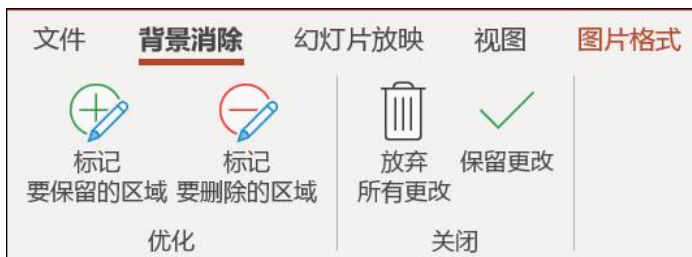 文件 背景消除 幻灯片放映 视图 图片格式
标记 标记 放弃 保留更改
要保留的区域 要删除的区域 所有更改
优化 关闭